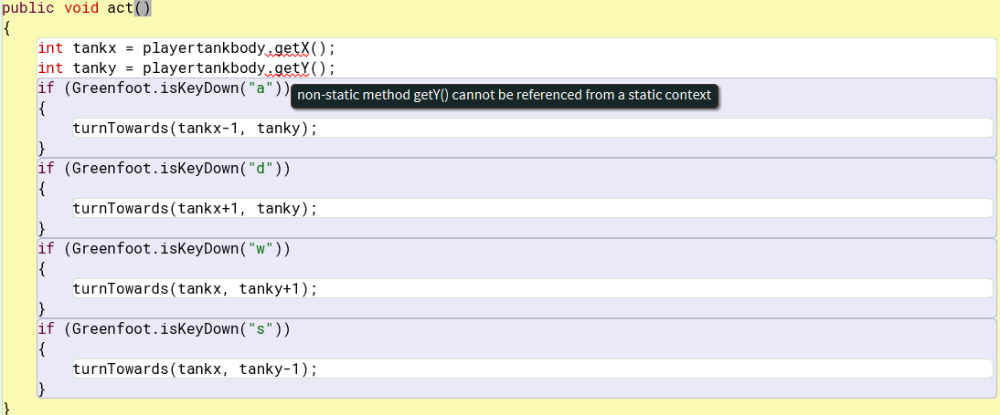 public void act()
{
int tankx = playertankbody.getX();
int tanky = playertankbody.getY();
if (Greenfoot.isKeyDown("a"))
non-static method getY() cannot be referenced from a static context
{
turnTowards(tankx-1, tanky);
}
if (Greenfoot.isKeyDown("d"))
{
turnTowards(tankx+1, tanky);
}
if (Greenfoot.isKeyDown("w"))
{
turnTowards(tankx, tanky+1);
}
if (Greenfoot.isKeyDown("s"))
{
turnTowards(tankx, tanky-1);
}
}